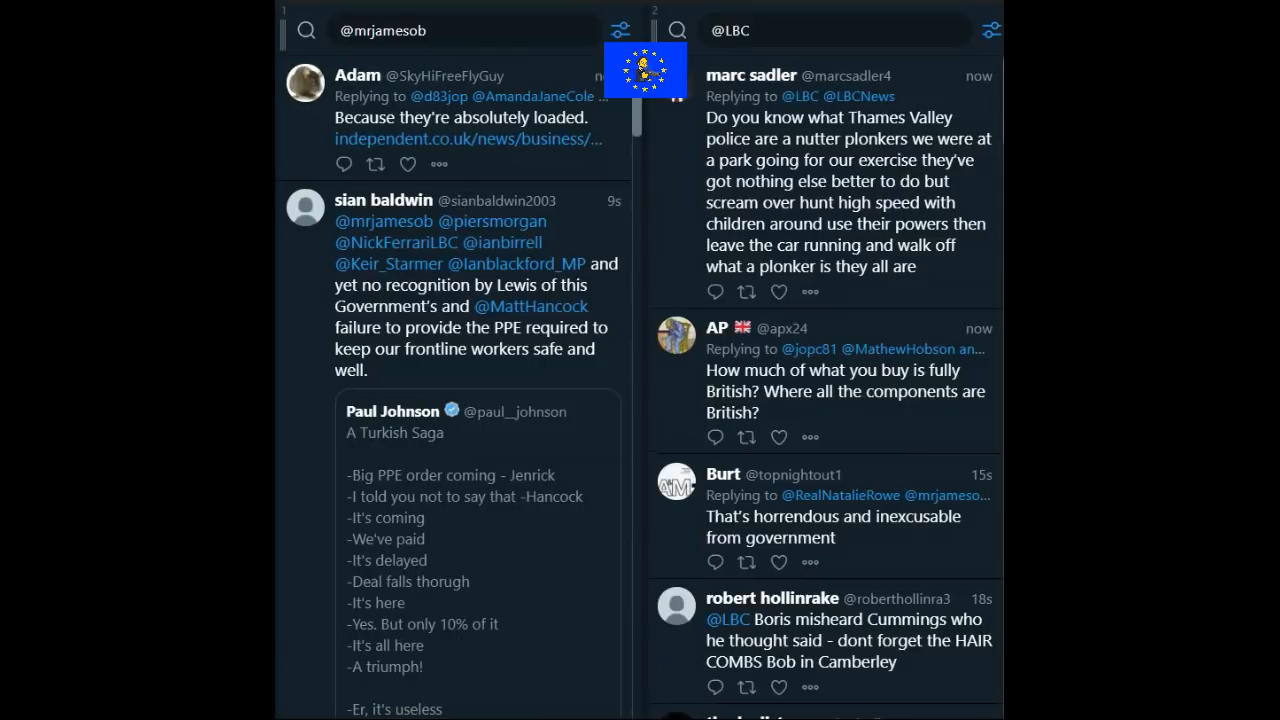 1
@mrjamesob
Adam @SkyHiFreeFlyGuy
Replying to @d83jop @AmandaJaneCole ...
Because they're absolutely loaded.
independent.co.uk/news/business/...
sian baldwin @sianbaldwin2003 9s
@mrjamesob @piersmorgan
@NickFerrariLBC @ianbirrell
@Keir_Starmer @Ianblackford_MP and
yet no recognition by Lewis of this
Government's and @MattHancock
failure to provide the PPE required to
keep our frontline workers safe and
well.
Paul Johnson @paul__johnson
A Turkish Saga
-Big PPE order coming - Jenrick
-I told you not to say that -Hancock
-It's coming
-We've paid
-It's delayed
-Deal falls thorugh
-It's here
-Yes. But only 10% of it
-It's all here
-A triumph!
-Er, it's useless
2
@LBC
marc sadler @marcsadler4 now
Replying to @LBC @LBCNews
Do you know what Thames Valley
police are a nutter plonkers we were at
a park going for our exercise they've
got nothing else better to do but
scream over hunt high speed with
children around use their powers then
leave the car running and walk off
what a plonker is they all are
AP @apx24 now
Replying to @jopc81 @MathewHobson an...
How much of what you buy is fully
British? Where all the components are
British?
Burt @topnightout1 15s
Replying to @RealNatalieRowe @mrjameso...
That's horrendous and inexcusable
from government
robert hollinrake @roberthollinra3 18s
@LBC Boris misheard Cummings who
he thought said - dont forget the HAIR
COMBS Bob in Camberley